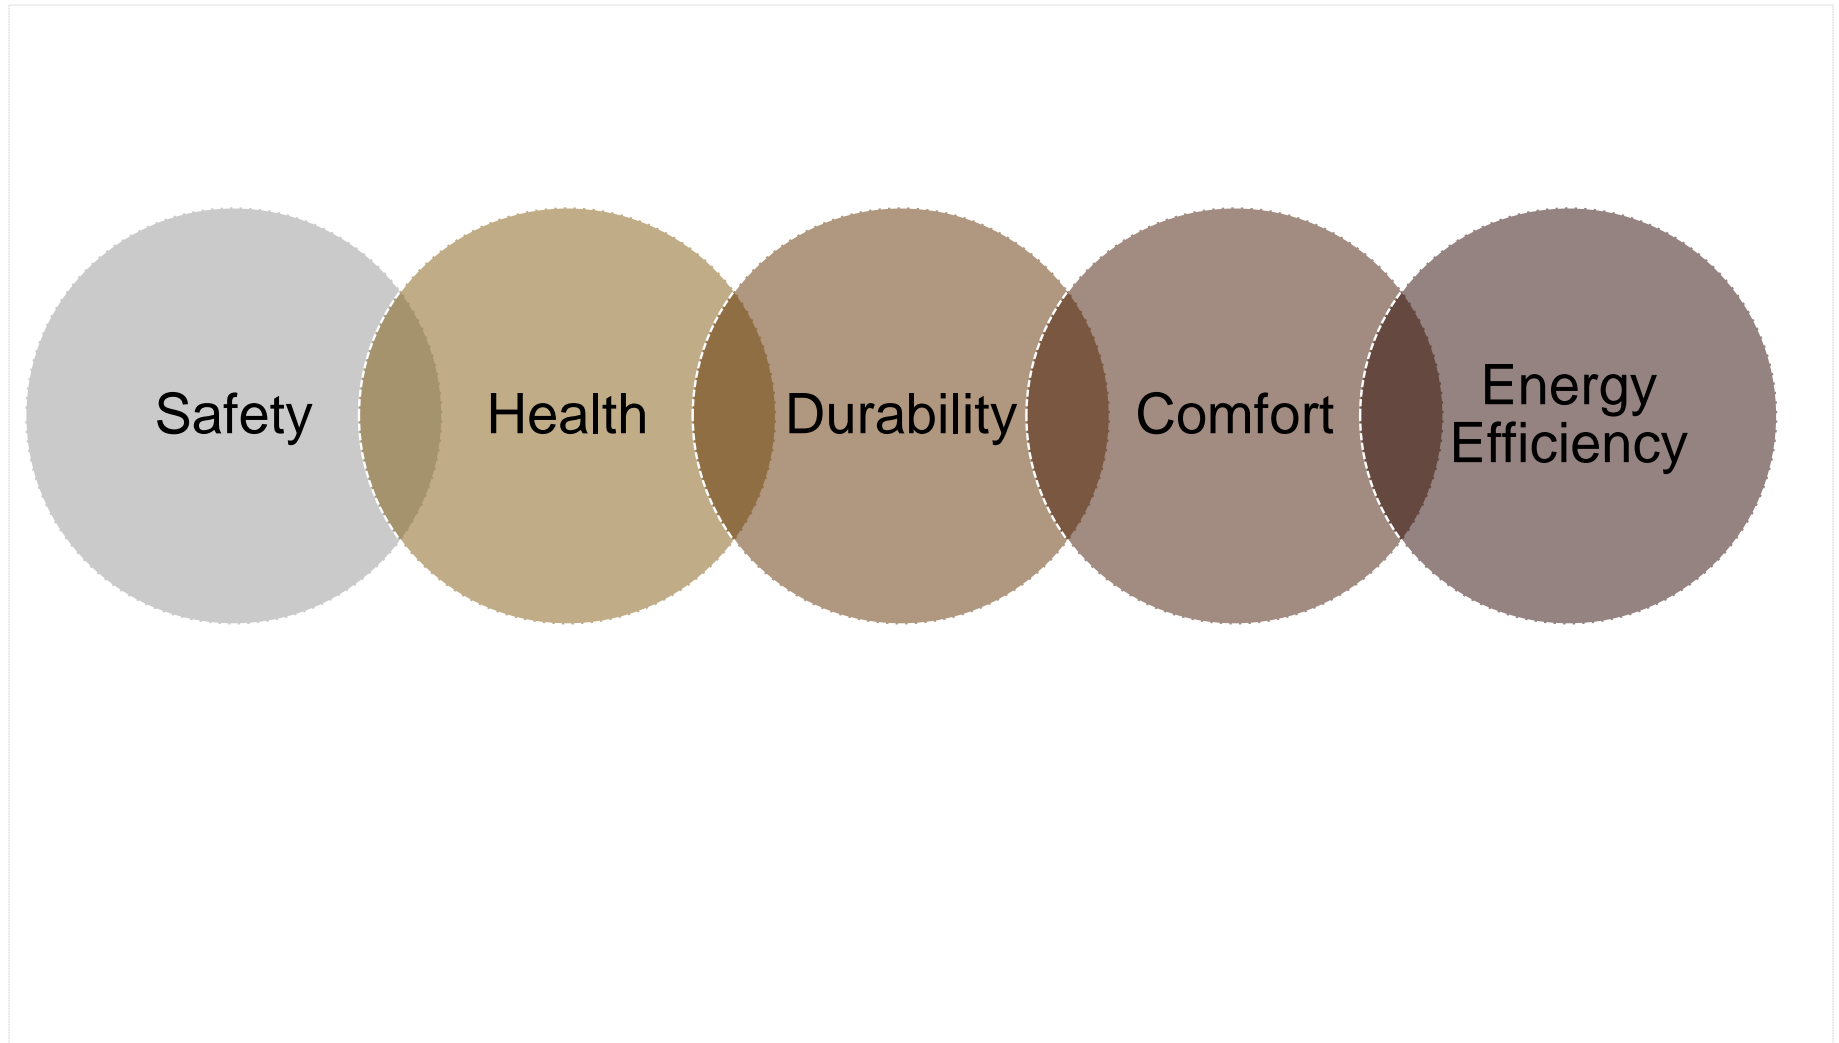 Safety
Health
Durability
Comfort
Energy
Efficiency